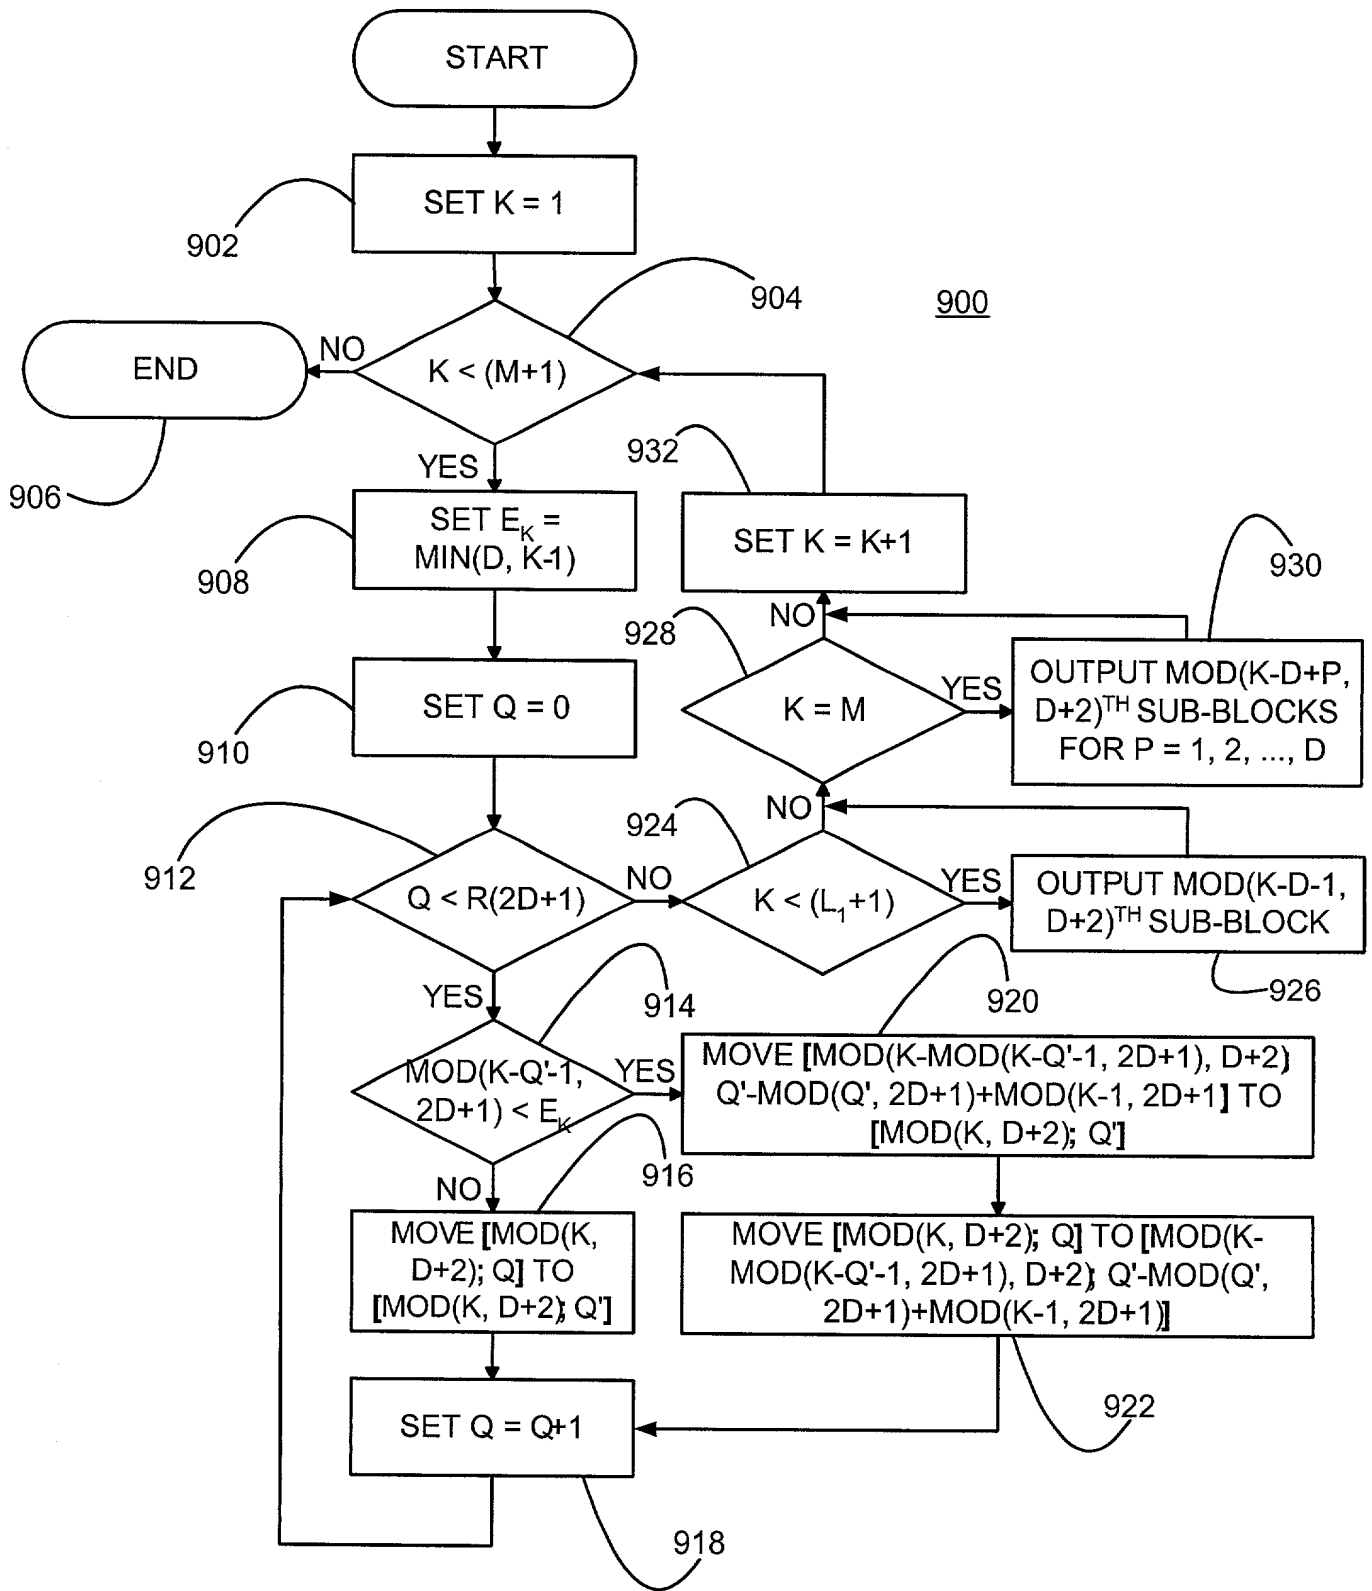 START
SET K = 1
902
904
900
K < (M+1)
NO
END
906
YES
932
SET E_K =
MIN(D, K-1)
908
SET K = K+1
930
NO
928
SET Q = 0
910
K = M
YES
OUTPUT MOD(K-D+P,
D+2)^TH SUB-BLOCKS
FOR P = 1, 2, ..., D
NO
924
912
Q < R(2D+1)
NO
K < (L_1+1)
YES
OUTPUT MOD(K-D-1,
D+2)^TH SUB-BLOCK
926
YES
914
920
MOD(K-Q'-1,
2D+1) < E_K
YES
MOVE [MOD(K-MOD(K-Q'-1, 2D+1), D+2);
Q'-MOD(Q', 2D+1)+MOD(K-1, 2D+1] TO
[MOD(K, D+2); Q']
916
NO
MOVE [MOD(K,
D+2); Q] TO
[MOD(K, D+2); Q']
MOVE [MOD(K, D+2); Q] TO [MOD(K-
MOD(K-Q'-1, 2D+1), D+2); Q'-MOD(Q',
2D+1)+MOD(K-1, 2D+1)]
922
SET Q = Q+1
918